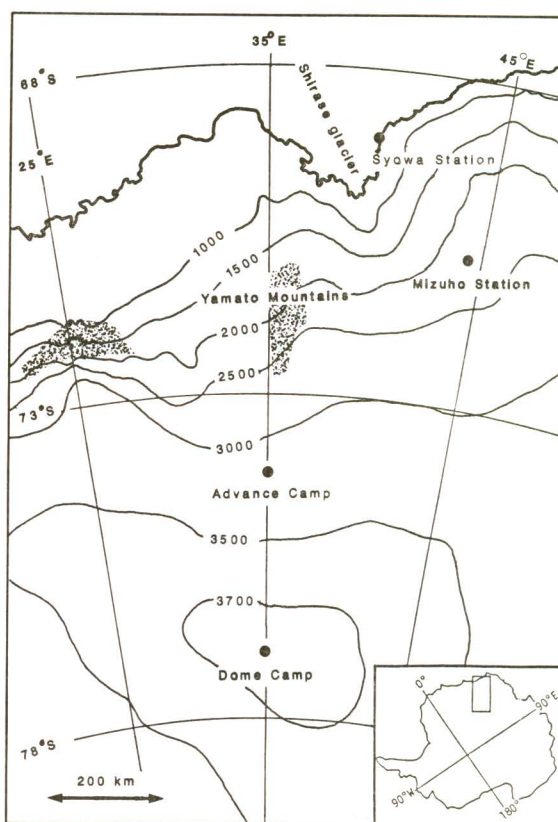 35°E
45°E
68°S
25°E
Shirase glacier
Syowa Station
1000
1500
Yamato Mountains
Mizuho Station
2000
2500
73°S
3000
Advance Camp
3500
3700
Dome Camp
78°S
200 km
0°
90°E
90°W
180°